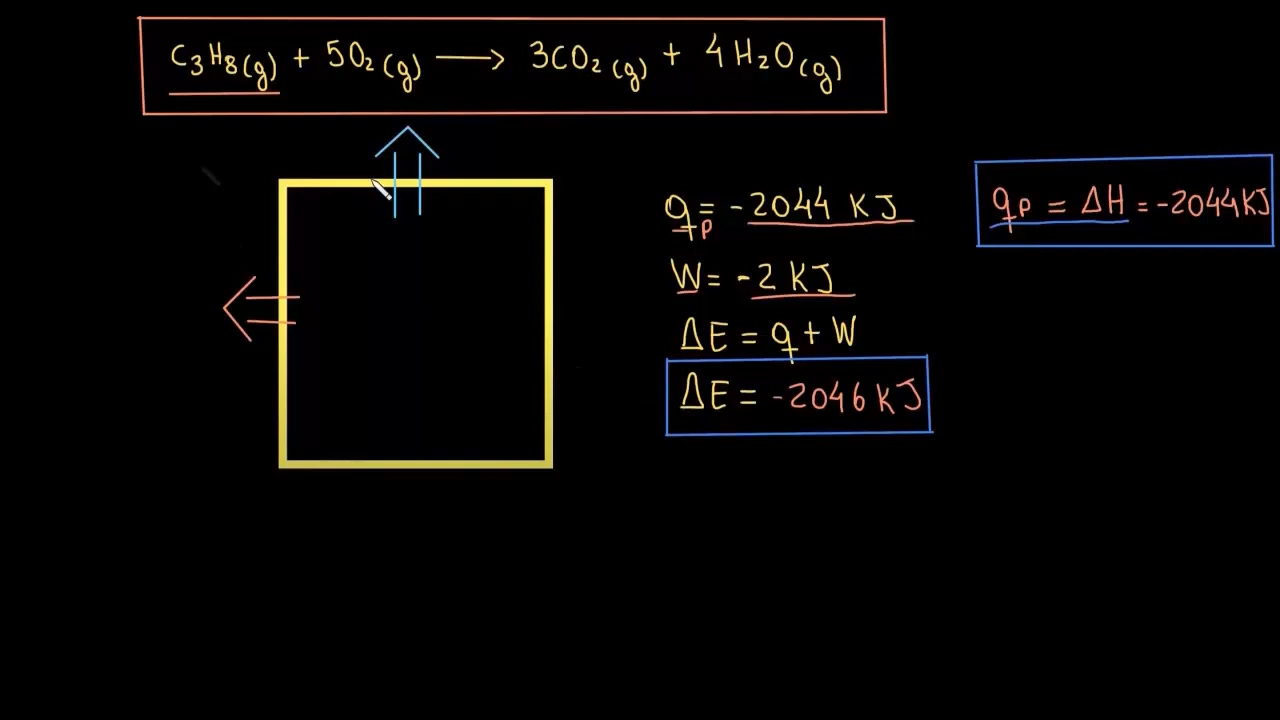 C₃H₈(g) + 5O₂(g) ⟶ 3CO₂(g) + 4H₂O(g)
qₚ = -2044 KJ
W = -2 KJ
ΔE = q + W
ΔE = -2046 KJ
qₚ = ΔH = -2044 KJ